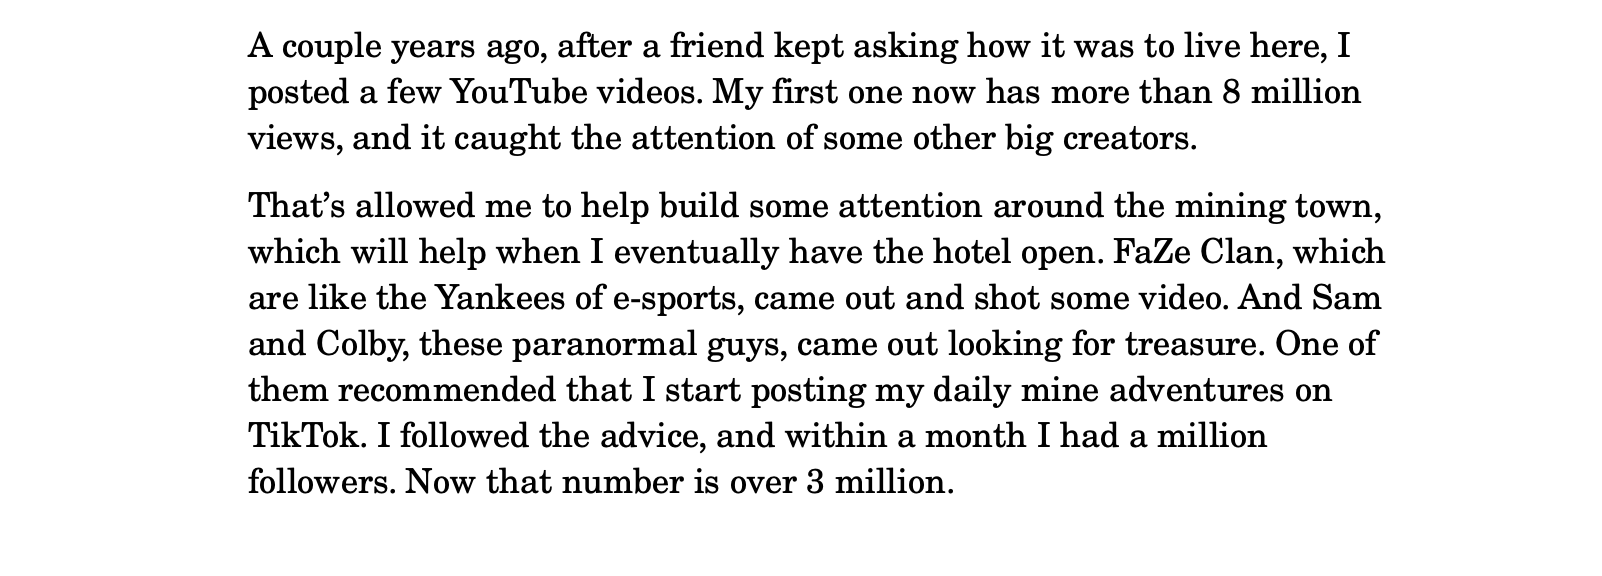 A couple years ago, after a friend kept asking how it was to live here, I
posted a few YouTube videos. My first one now has more than 8 million
views, and it caught the attention of some other big creators.
That’s allowed me to help build some attention around the mining town,
which will help when I eventually have the hotel open. FaZe Clan, which
are like the Yankees of e-sports, came out and shot some video. And Sam
and Colby, these paranormal guys, came out looking for treasure. One of
them recommended that I start posting my daily mine adventures on
TikTok. I followed the advice, and within a month I had a million
followers. Now that number is over 3 million.